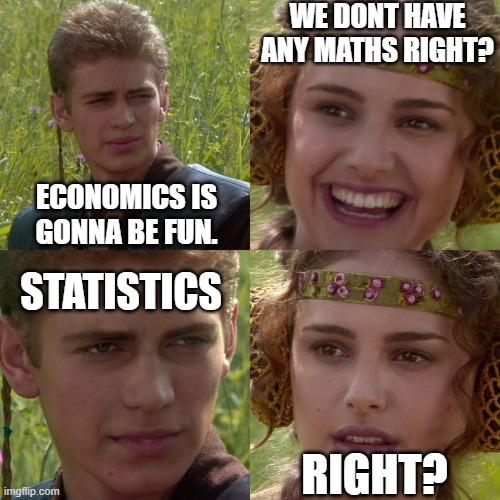 WE DONT HAVE
ANY MATHS RIGHT?
ECONOMICS IS
GONNA BE FUN.
STATISTICS
RIGHT?
imgflip.com